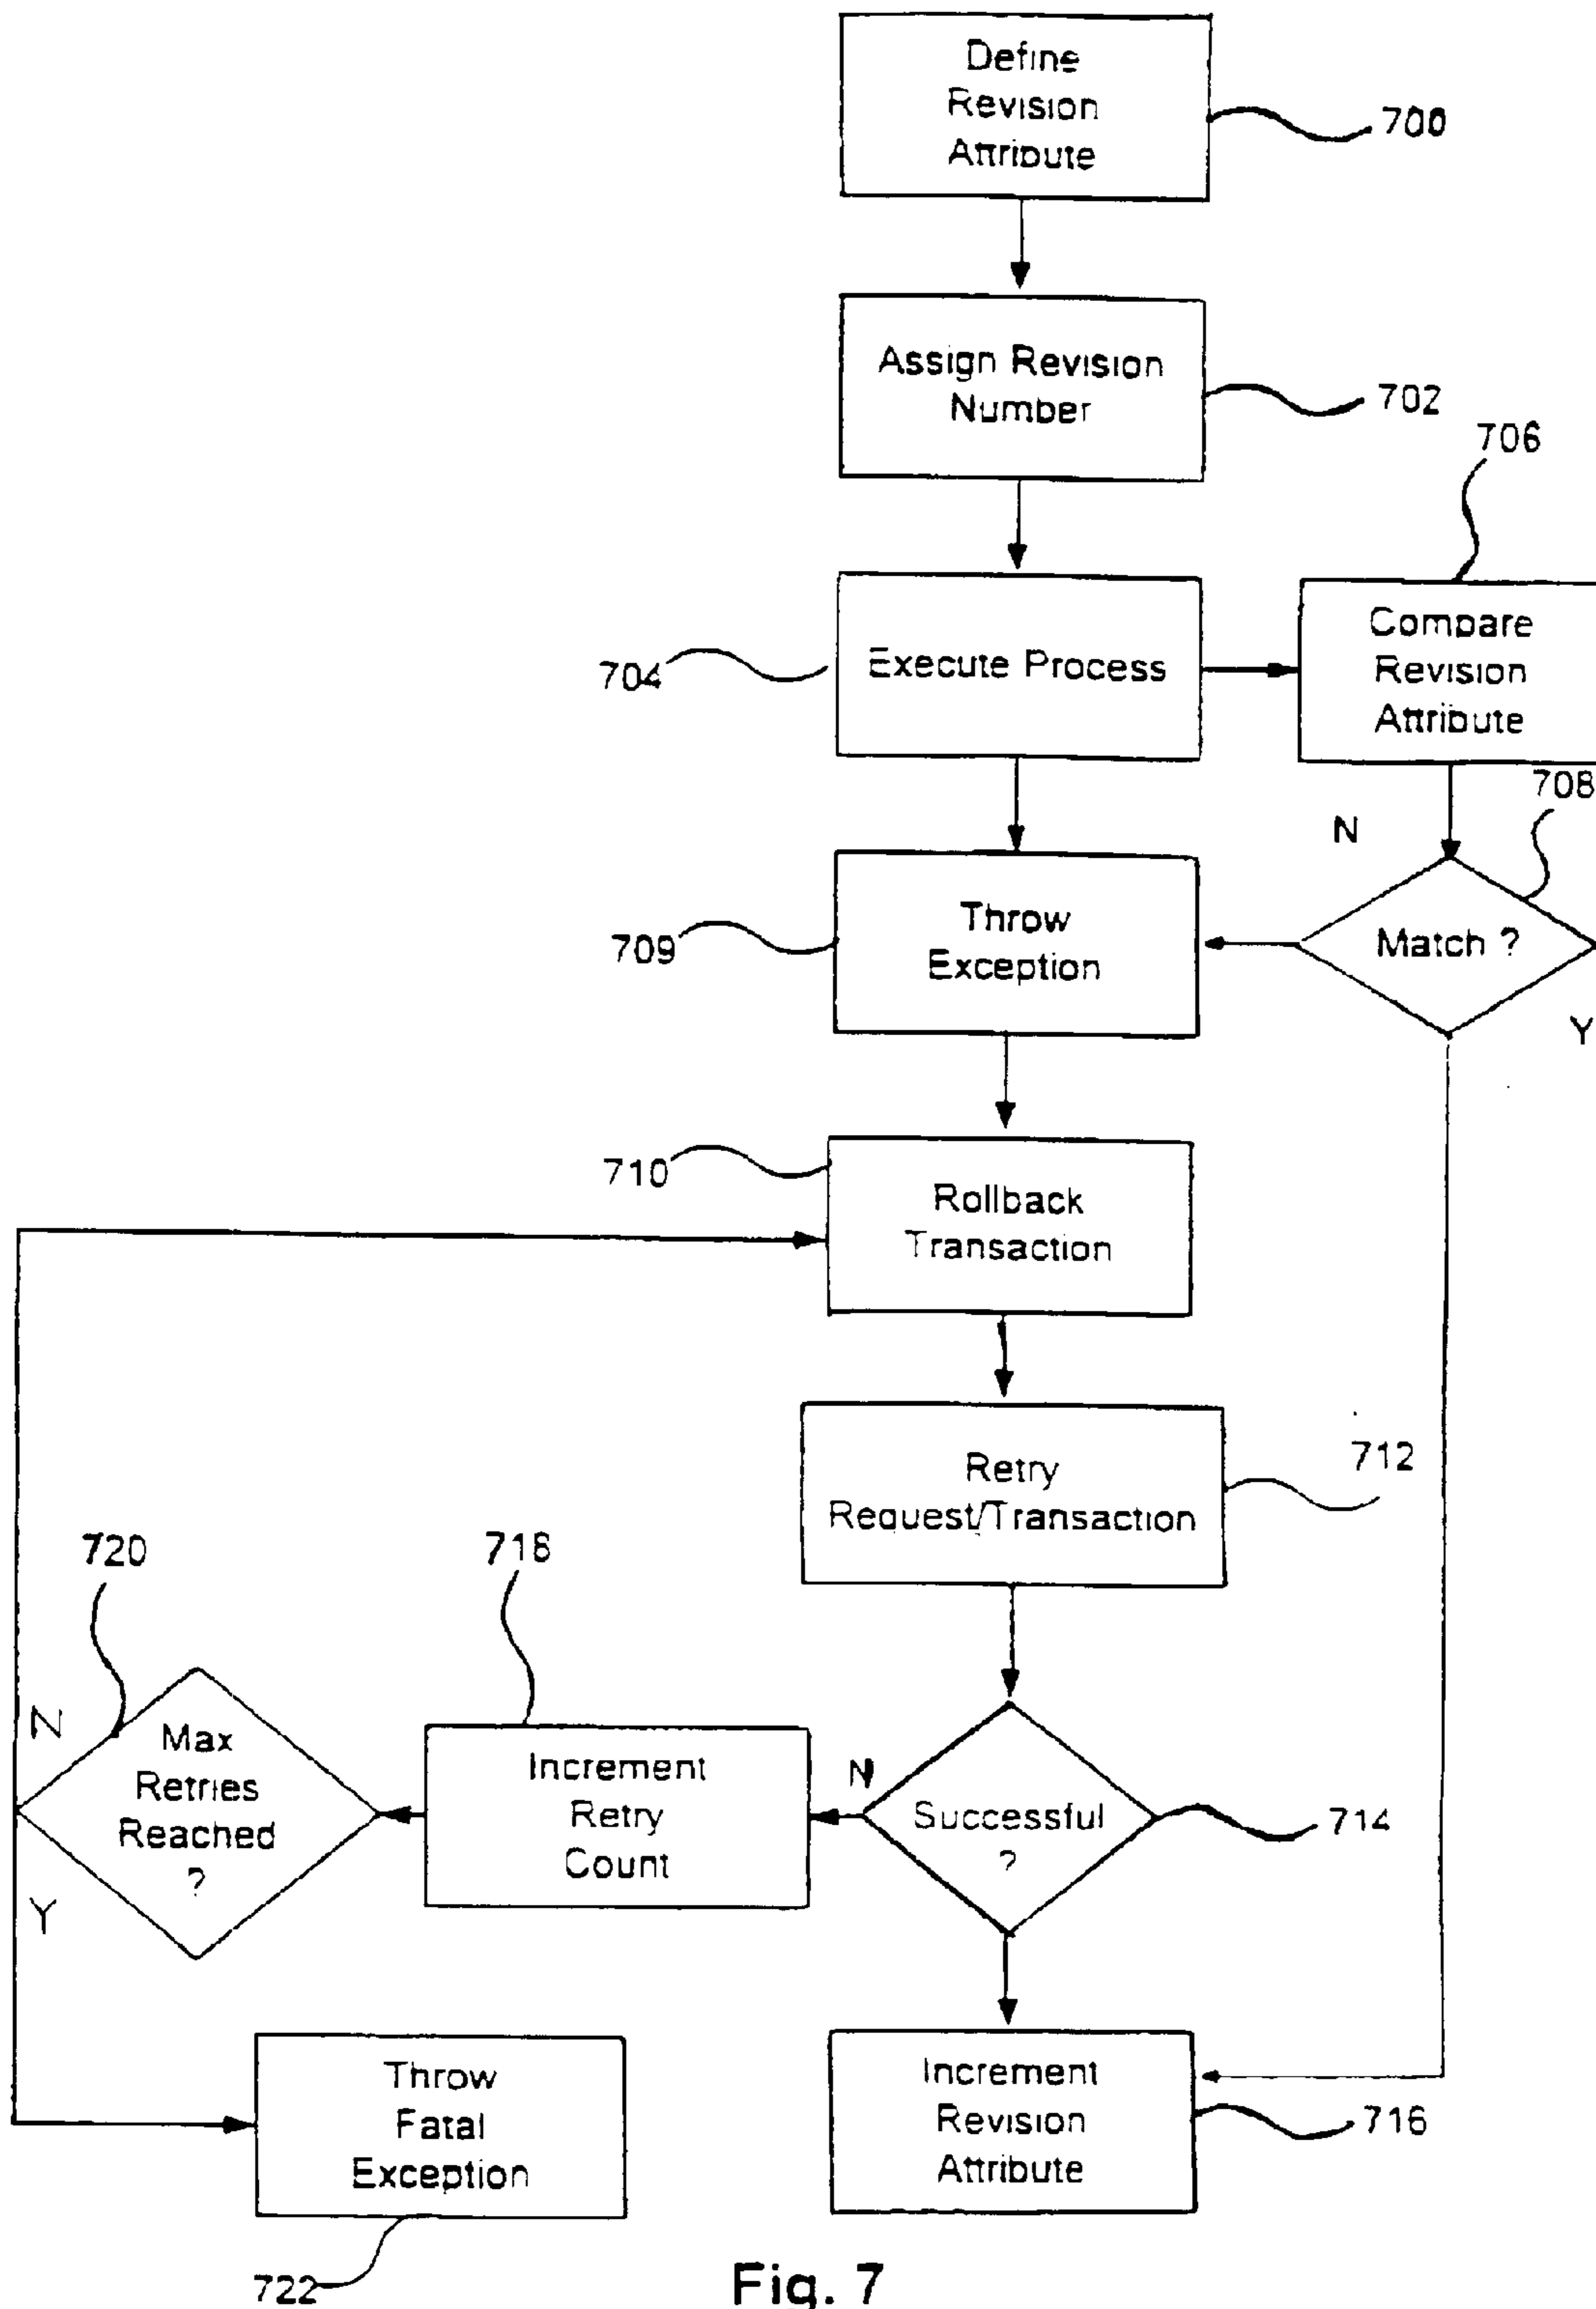 Define
Revision
Attribute
700
Assign Revision
Number
702
706
Execute Process
704
Compare
Revision
Attribute
708
N
Throw
Exception
709
Match ?
Y
710
Rollback
Transaction
Retry
Request/Transaction
712
720
718
N
Max
Retries
Reached
?
Y
Increment
Retry
Count
N
Successful
?
714
Throw
Fatal
Exception
722
Increment
Revision
Attribute
716
Fig. 7